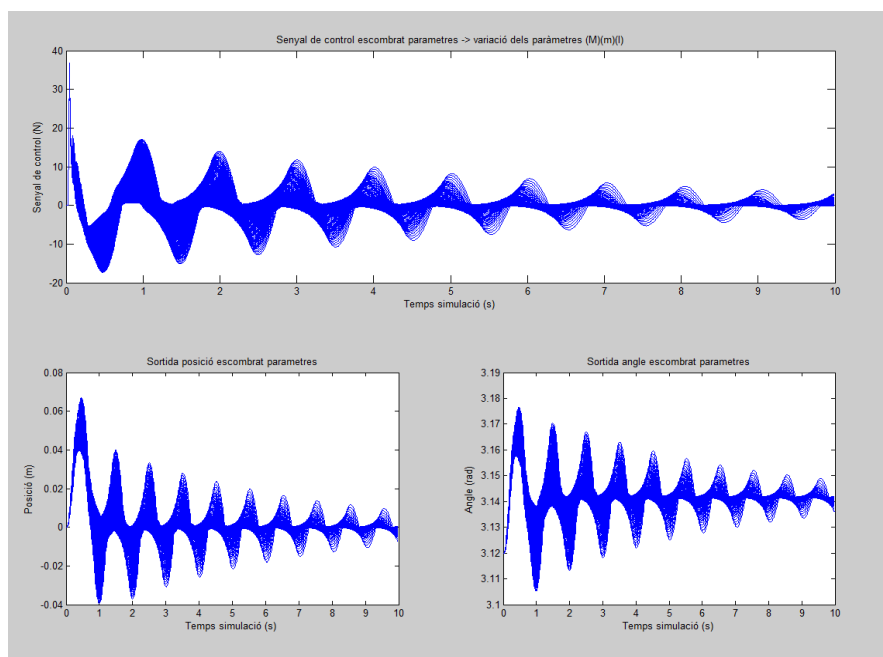 Senyal de control escombrat parametres -> variació dels paràmetres (M)(m)(l)
40
30
20
10
0
-10
-20
Senyal de control (N)
0 1 2 3 4 5 6 7 8 9 10
Temps simulació (s)
Sortida posició escombrat parametres
0.08
0.06
0.04
0.02
0
-0.02
-0.04
Posició (m)
0 1 2 3 4 5 6 7 8 9 10
Temps simulació (s)
Sortida angle escombrat parametres
3.19
3.18
3.17
3.16
3.15
3.14
3.13
3.12
3.11
3.1
Angle (rad)
0 1 2 3 4 5 6 7 8 9 10
Temps simulació (s)